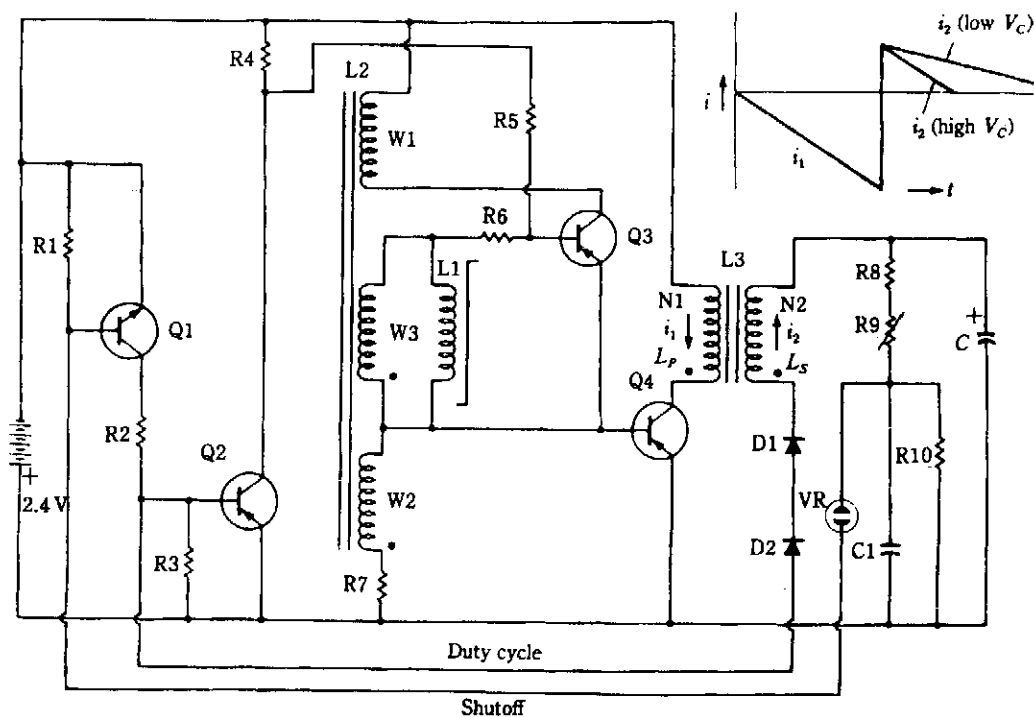 R4
L2
W1
R5
i₂ (low V_C)
i
i₂ (high V_C)
i₁
t
R1
R6
Q3
L1
L3
Q1
W3
N1
N2
i₁
i₂
L_P
L_S
R8
R9
+
C
Q4
R2
Q2
W2
D1
R10
+
2.4 V
VR
R3
R7
D2
C1
Duty cycle
Shutoff